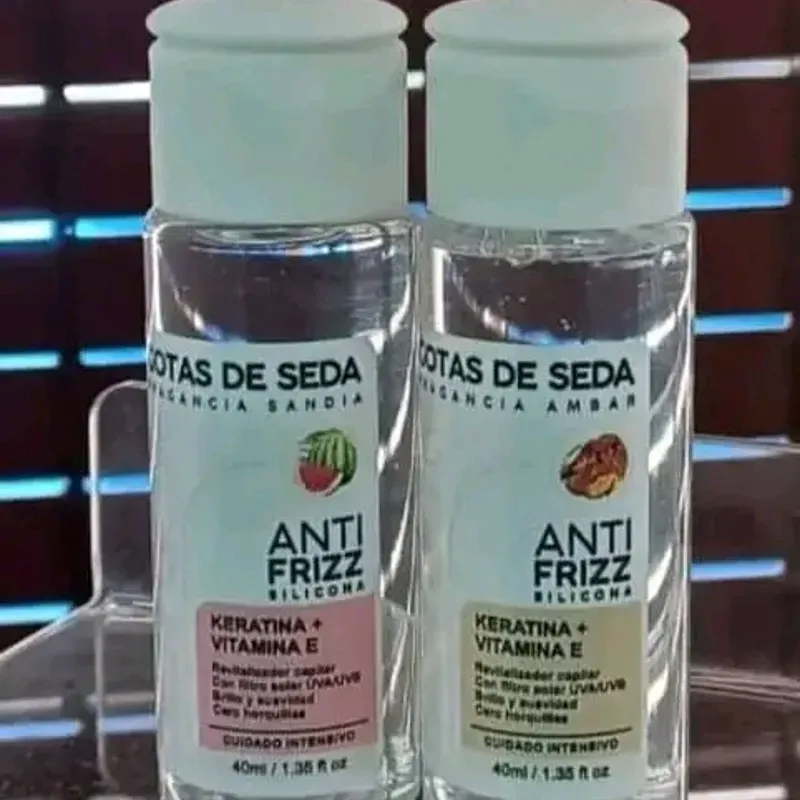 GOTAS DE SEDA
FRAGANCIA SANDIA
ANTI
FRIZZ
SILICONA
KERATINA +
VITAMINA E
Revitalizador capilar
Con filtro solar UVA/UVB
Brillo y suavidad
Cero horquillas
CUIDADO INTENSIVO
40ml / 1.35 fl oz
GOTAS DE SEDA
FRAGANCIA AMBAR
ANTI
FRIZZ
SILICONA
KERATINA +
VITAMINA E
Revitalizador capilar
Con filtro solar UVA/UVB
Brillo y suavidad
Cero horquillas
CUIDADO INTENSIVO
40ml / 1.35 fl oz